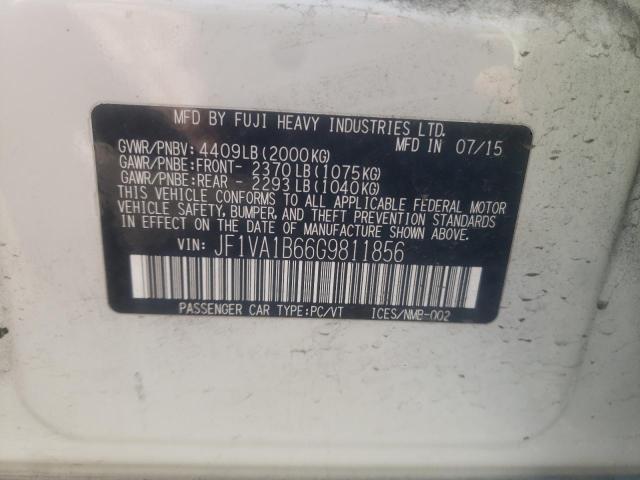 MFD BY FUJI HEAVY INDUSTRIES LTD.
GVWR/PNBV: 4409LB(2000KG) MFD IN 07/15
GAWR/PNBE:FRONT- 2370LB(1075KG)
GAWR/PNBE:REAR - 2293LB(1040KG)
THIS VEHICLE CONFORMS TO ALL APPLICABLE FEDERAL MOTOR
VEHICLE SAFETY, BUMPER, AND THEFT PREVENTION STANDARDS
IN EFFECT ON THE DATE OF MANUFACTURE SHOWN ABOVE.
VIN: JF1VA1B66G9811856
PASSENGER CAR TYPE:PC/VT ICES/NMB-002